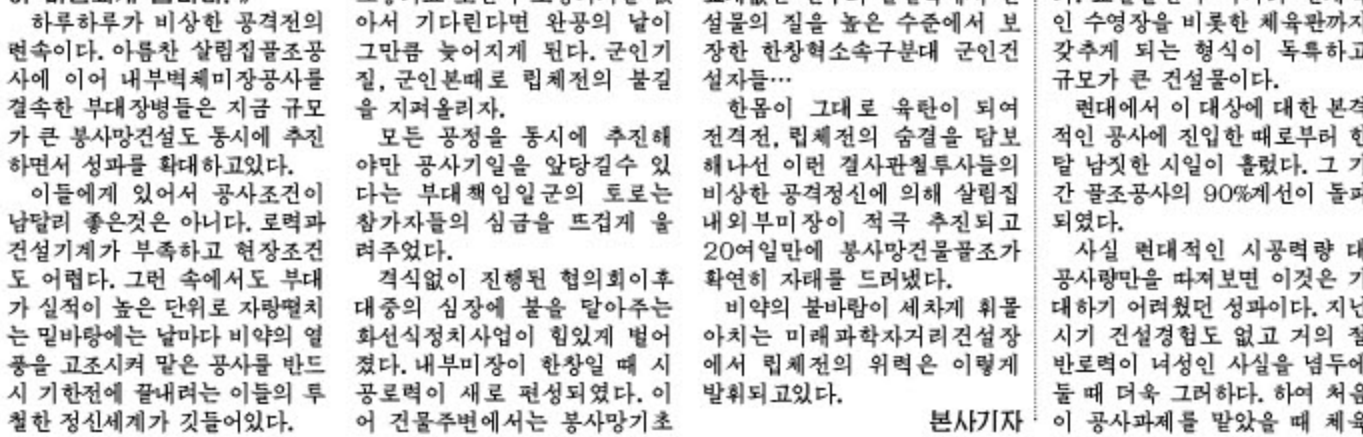 하루하루가 비상한 공격전의
련속이다. 아름찬 살림집골조공
사에 이어 내부벽체미장공사를
결속한 부대장병들은 지금 규모
가 큰 봉사망건설도 동시에 추진
하면서 성과를 확대하고있다.
이들에게 있어서 공사조건이
남달리 좋은것은 아니다. 로력과
건설기계가 부족하고 현장조건
도 어렵다. 그런 속에서도 부대
가 실적이 높은 단위로 자랑떨치
는 밑바탕에는 날마다 비약의 열
풍을 고조시켜 맡은 공사를 반드
시 기한전에 끝내려는 이들의 투
철한 정신세계가 깃들어있다.
아서 기다린다면 완공의 날이
그만큼 늦어지게 된다. 군인기
질, 군인본때로 립체전의 불길
을 지펴올리자.
모든 공정을 동시에 추진해
야만 공사기일을 앞당길수 있
다는 부대책임일군의 토로는
참가자들의 심금을 뜨겁게 울
려주었다.
격식없이 진행된 협의회이후
대중의 심장에 불을 달아주는
화선식정치사업이 힘있게 벌어
졌다. 내부미장이 한창일 때 시
공로력이 새로 편성되였다. 이
어 건물주변에서는 봉사망기초
설물의 질을 높은 수준에서 보
장한 한창혁소속구분대 군인건
설자들…
한몸이 그대로 육탄이 되여
전격전, 립체전의 숨결을 담보
해나선 이런 결사관철투사들의
비상한 공격정신에 의해 살림집
내외부미장이 적극 추진되고
20여일만에 봉사망건물골조가
확연히 자태를 드러냈다.
비약의 불바람이 세차게 휘몰
아치는 미래과학자거리건설장
에서 립체전의 위력은 이렇게
발휘되고있다.
본사기자
인 수영장을 비롯한 체육관까지
갖추게 되는 형식이 독특하고
규모가 큰 건설물이다.
련대에서 이 대상에 대한 본격
적인 공사에 진입한 때로부터 한
달 남짓한 시일이 흘렀다. 그 기
간 골조공사의 90%계선이 돌파
되였다.
사실 련대적인 시공력량 대
공사량만을 따져보면 이것은 기
대하기 어려웠던 성과이다. 지난
시기 건설경험도 없고 거의 절
반로력이 녀성인 사실을 념두에
둘 때 더욱 그러하다. 하여 처음
이 공사과제를 맡았을 때 체육